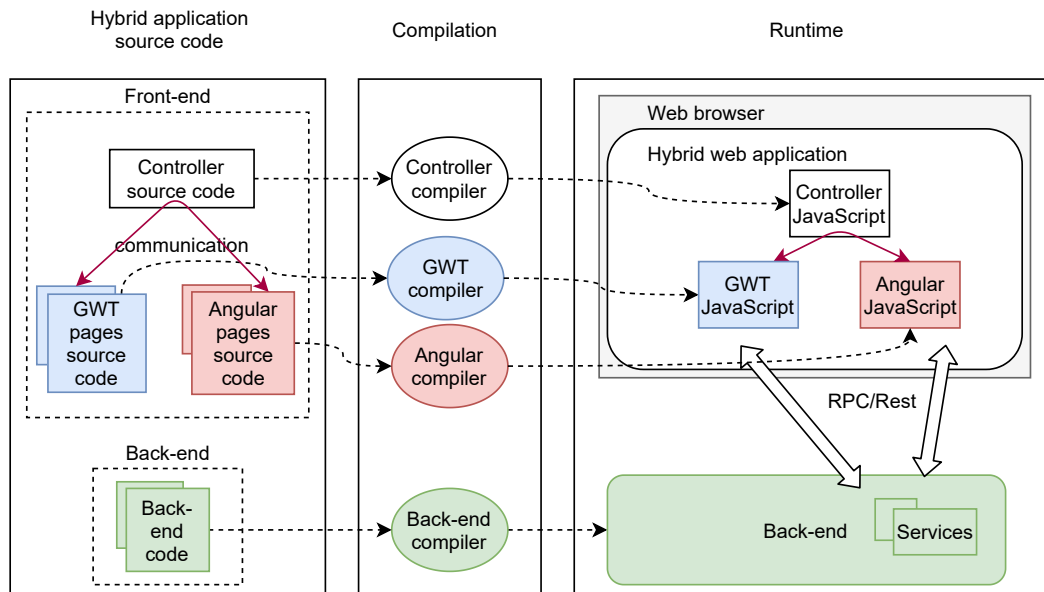 Hybrid application
source code
Compilation
Runtime
Front-end
Controller
source code
communication
GWT
pages
source
code
Angular
pages
source
code
Back-end
Back-
end
code
Controller
compiler
GWT
compiler
Angular
compiler
Back-end
compiler
Web browser
Hybrid web application
Controller
JavaScript
GWT
JavaScript
Angular
JavaScript
RPC/Rest
Back-end
Services